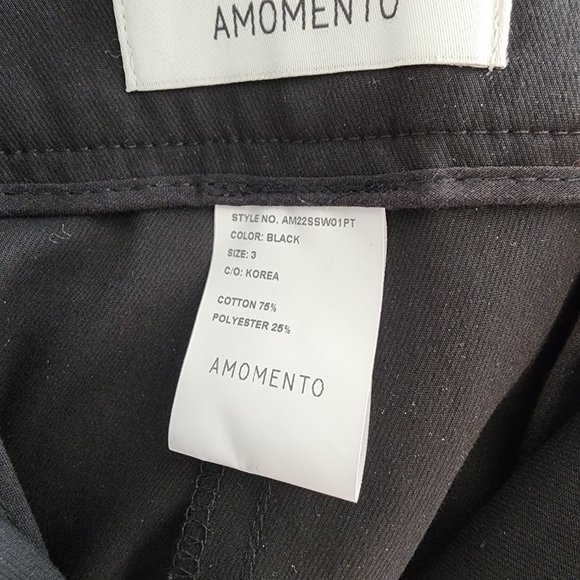 AMOMENTO
STYLE NO. AM22SSW01PT
COLOR: BLACK
SIZE: 3
C/O: KOREA
COTTON 75%
POLYESTER 25%
AMOMENTO